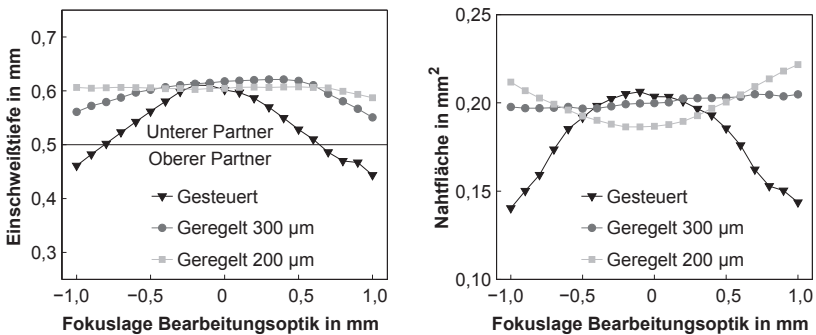 Einschweißtiefe in mm
0,7
0,6
0,5
0,4
0,3
Unterer Partner
Oberer Partner
Gesteuert
Geregelt 300 µm
Geregelt 200 µm
−1,0 −0,5 0 0,5 1,0
Fokuslage Bearbeitungsoptik in mm
Nahtfläche in mm²
0,25
0,20
0,15
0,10
Gesteuert
Geregelt 300 µm
Geregelt 200 µm
−1,0 −0,5 0 0,5 1,0
Fokuslage Bearbeitungsoptik in mm